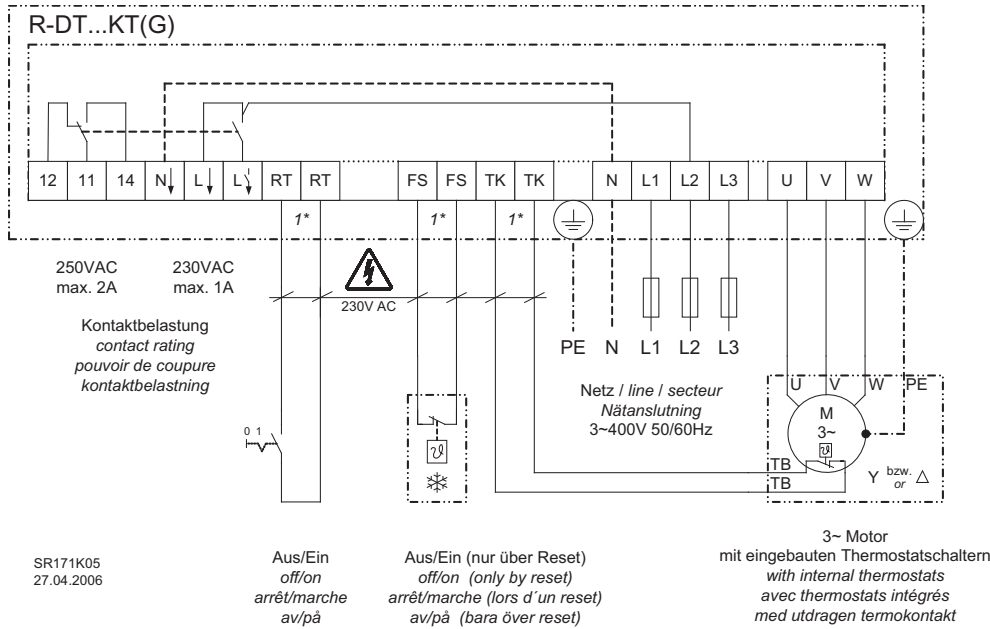 R-DT...KT(G)
12 11 14 N L L RT RT FS FS TK TK N L1 L2 L3 U V W
1* 1* 1*
250VAC 230VAC
max. 2A max. 1A
230V AC
Kontaktbelastung
contact rating
pouvoir de coupure
kontaktbelastning
PE N L1 L2 L3
Netz / line / secteur
Nätanslutning
3~400V 50/60Hz
U V W PE
M
3~
ϑ
TB
TB
Y bzw. or △
0 1
ϑ
SR171K05
27.04.2006
Aus/Ein
off/on
arrêt/marche
av/på
Aus/Ein (nur über Reset)
off/on (only by reset)
arrêt/marche (lors d´un reset)
av/på (bara över reset)
3~ Motor
mit eingebauten Thermostatschaltern
with internal thermostats
avec thermostats intégrés
med utdragen termokontakt